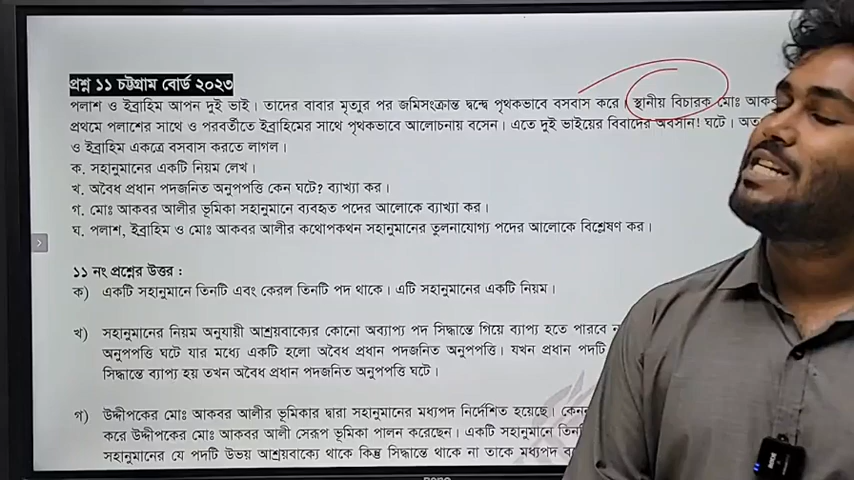 প্রশ্ন ১১ চট্টগ্রাম বোর্ড ২০২৩
পলাশ ও ইব্রাহিম আপন দুই ভাই। তাদের বাবার মৃত্যুর পর জমিসংক্রান্ত দ্বন্দ্বে পৃথকভাবে বসবাস করে। স্থানীয় বিচারক মোঃ আকব
প্রথমে পলাশের সাথে ও পরবর্তীতে ইব্রাহিমের সাথে পৃথকভাবে আলোচনায় বসেন। এতে দুই ভাইয়ের বিবাদের অবসান! ঘটে। অত
ও ইব্রাহিম একত্রে বসবাস করতে লাগল।
ক. সহানুমানের একটি নিয়ম লেখ।
খ. অবৈধ প্রধান পদজনিত অনুপপত্তি কেন ঘটে? ব্যাখ্যা কর।
গ. মোঃ আকবর আলীর ভূমিকা সহানুমানে ব্যবহৃত পদের আলোকে ব্যাখ্যা কর।
ঘ. পলাশ, ইব্রাহিম ও মোঃ আকবর আলীর কথোপকথন সহানুমানের তুলনাযোগ্য পদের আলোকে বিশ্লেষণ কর।
১১ নং প্রশ্নের উত্তর :
ক) একটি সহানুমানে তিনটি এবং কেবল তিনটি পদ থাকে। এটি সহানুমানের একটি নিয়ম।
খ) সহানুমানের নিয়ম অনুযায়ী আশ্রয়বাক্যের কোনো অব্যাপ্য পদ সিদ্ধান্তে গিয়ে ব্যাপ্য হতে পারবে
অনুপপত্তি ঘটে যার মধ্যে একটি হলো অবৈধ প্রধান পদজনিত অনুপপত্তি। যখন প্রধান পদটি
সিদ্ধান্তে ব্যাপ্য হয় তখন অবৈধ প্রধান পদজনিত অনুপপত্তি ঘটে।
গ) উদ্দীপকের মোঃ আকবর আলীর ভূমিকার দ্বারা সহানুমানের মধ্যপদ নির্দেশিত হয়েছে। কেন
করে উদ্দীপকের মোঃ আকবর আলী সেরূপ ভূমিকা পালন করেছেন। একটি সহানুমানে তিন
সহানুমানের যে পদটি উভয় আশ্রয়বাক্যে থাকে কিন্তু সিদ্ধান্তে থাকে না তাকে মধ্যপদ ব